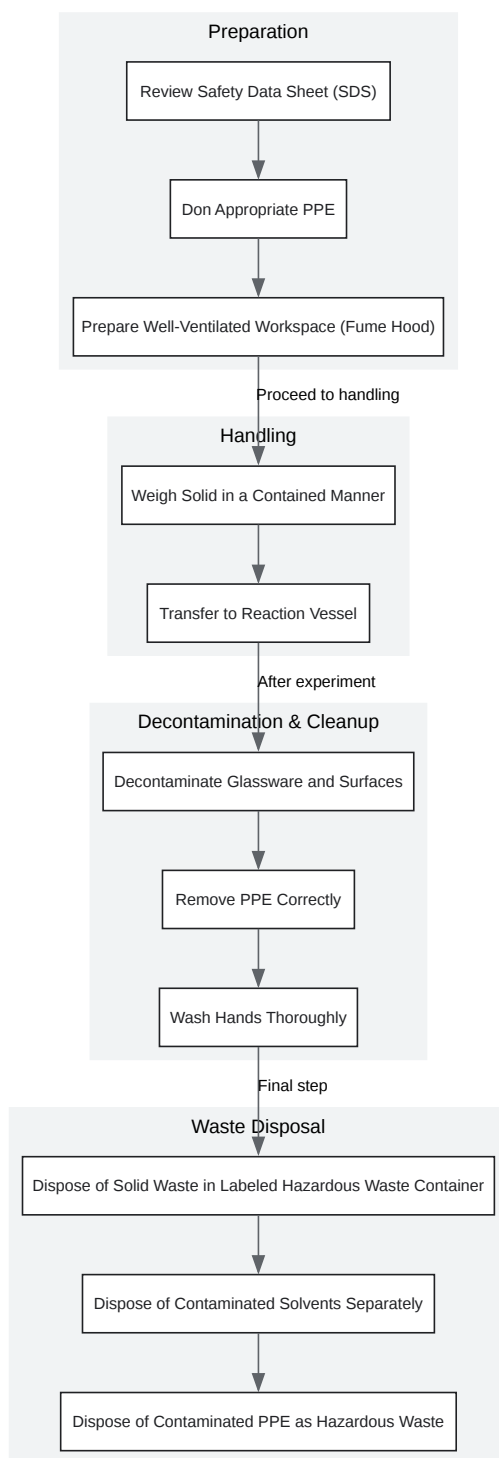 Preparation
Review Safety Data Sheet (SDS)
Don Appropriate PPE
Prepare Well-Ventilated Workspace (Fume Hood)
Proceed to handling
Handling
Weigh Solid in a Contained Manner
Transfer to Reaction Vessel
After experiment
Decontamination & Cleanup
Decontaminate Glassware and Surfaces
Remove PPE Correctly
Wash Hands Thoroughly
Final step
Waste Disposal
Dispose of Solid Waste in Labeled Hazardous Waste Container
Dispose of Contaminated Solvents Separately
Dispose of Contaminated PPE as Hazardous Waste